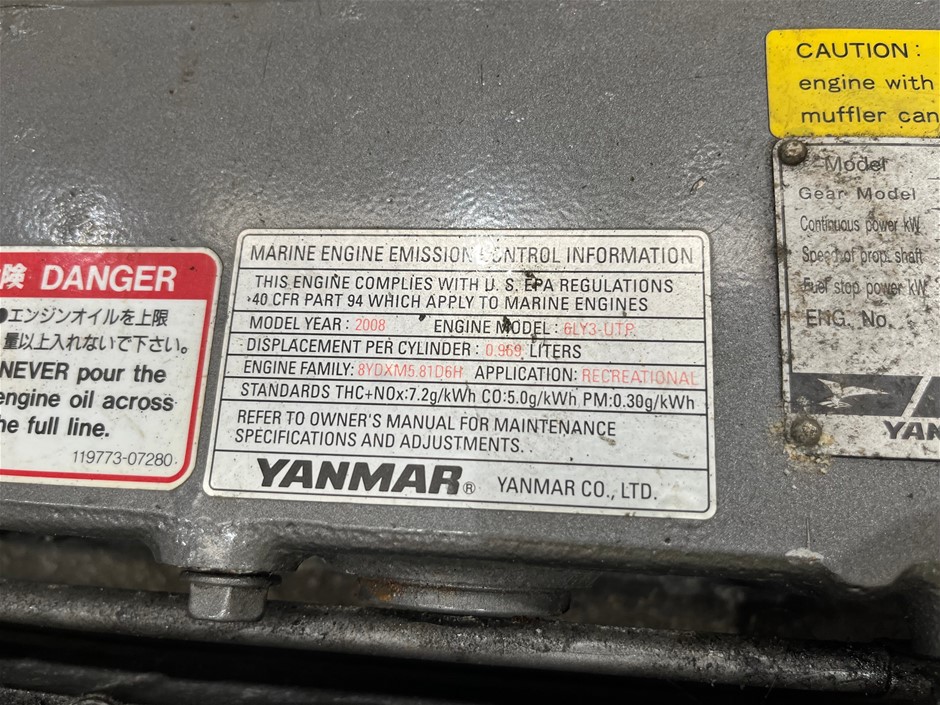 CAUTION :
engine with
muffler can
Model
Gear Model
Continuous power kW
Spec. of prop. shaft
Fuel stop power kW
ENG. No.
YAN
険 DANGER
●エンジンオイルを上限
量以上入れないで下さい。
NEVER pour the
engine oil across
the full line.
119773-07280
MARINE ENGINE EMISSION CONTROL INFORMATION
THIS ENGINE COMPLIES WITH U. S. EPA REGULATIONS
40 CFR PART 94 WHICH APPLY TO MARINE ENGINES
MODEL YEAR : 2008 ENGINE MODEL : 6LY3-UTP
DISPLACEMENT PER CYLINDER : 0.969 LITERS
ENGINE FAMILY: 8YDXM5.81D6H APPLICATION: RECREATIONAL
STANDARDS THC+NOx:7.2g/kWh CO:5.0g/kWh PM:0.30g/kWh
REFER TO OWNER'S MANUAL FOR MAINTENANCE
SPECIFICATIONS AND ADJUSTMENTS.
YANMAR® YANMAR CO., LTD.